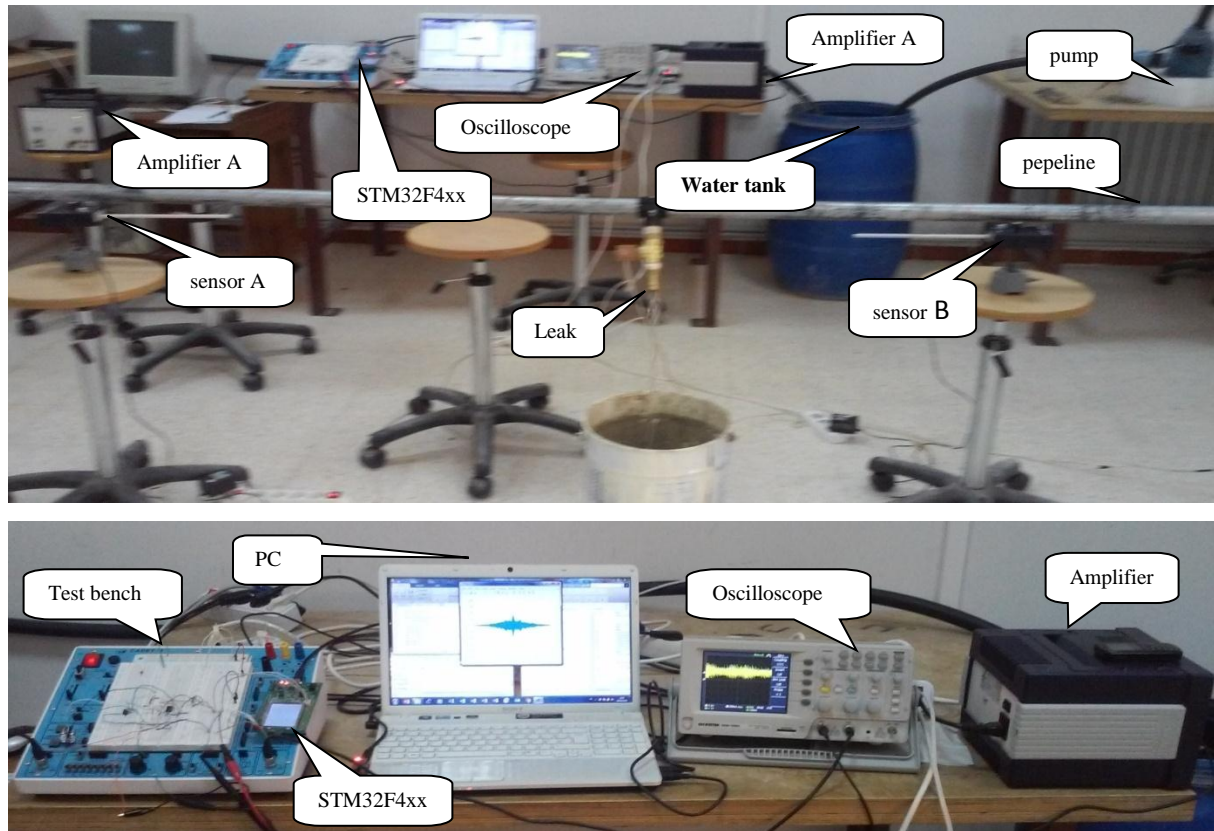 Amplifier A
pump
Oscilloscope
Amplifier A
STM32F4xx
Water tank
pepeline
sensor A
Leak
sensor B
PC
Test bench
Oscilloscope
Amplifier
STM32F4xx